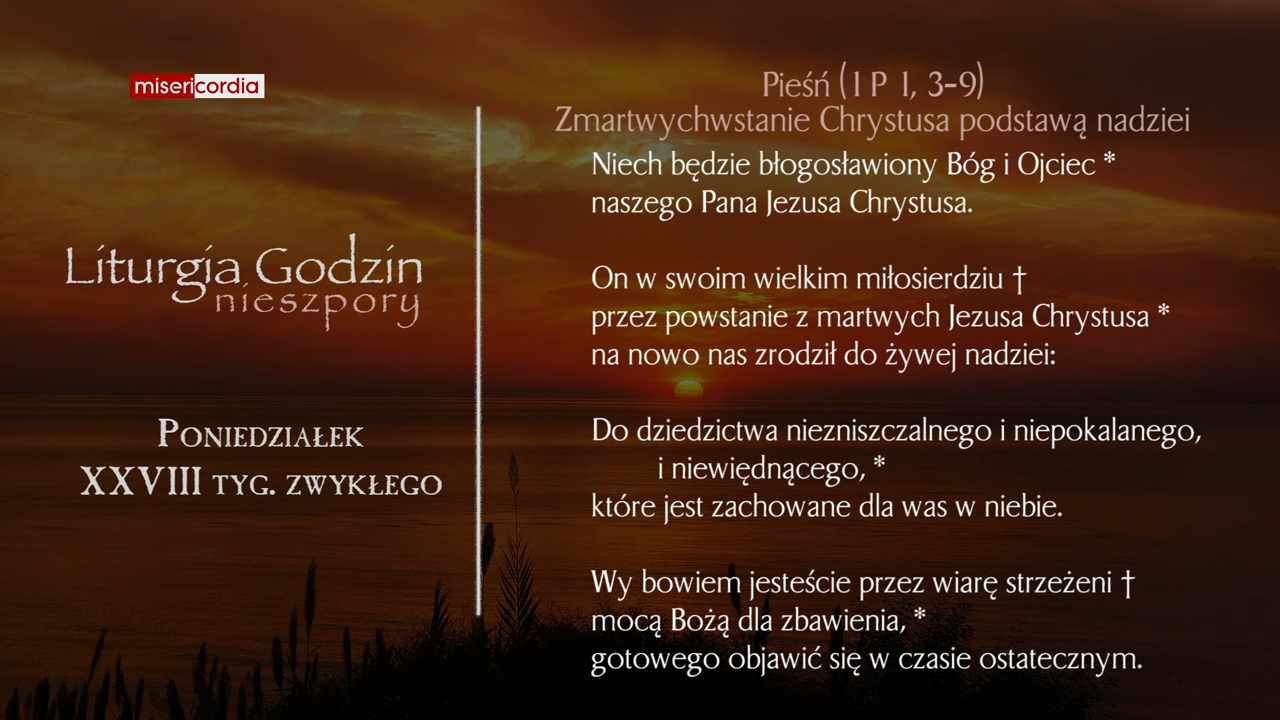 misericordia
Liturgia Godzin
nieszpory
Poniedziałek
XXVIII tyg. zwykłego
Pieśń (1 P 1, 3-9)
Zmartwychwstanie Chrystusa podstawą nadziei
Niech będzie błogosławiony Bóg i Ojciec *
naszego Pana Jezusa Chrystusa.
On w swoim wielkim miłosierdziu †
przez powstanie z martwych Jezusa Chrystusa *
na nowo nas zrodził do żywej nadziei:
Do dziedzictwa niezniszczalnego i niepokalanego,
i niewiędnącego, *
które jest zachowane dla was w niebie.
Wy bowiem jesteście przez wiarę strzeżeni †
mocą Bożą dla zbawienia, *
gotowego objawić się w czasie ostatecznym.